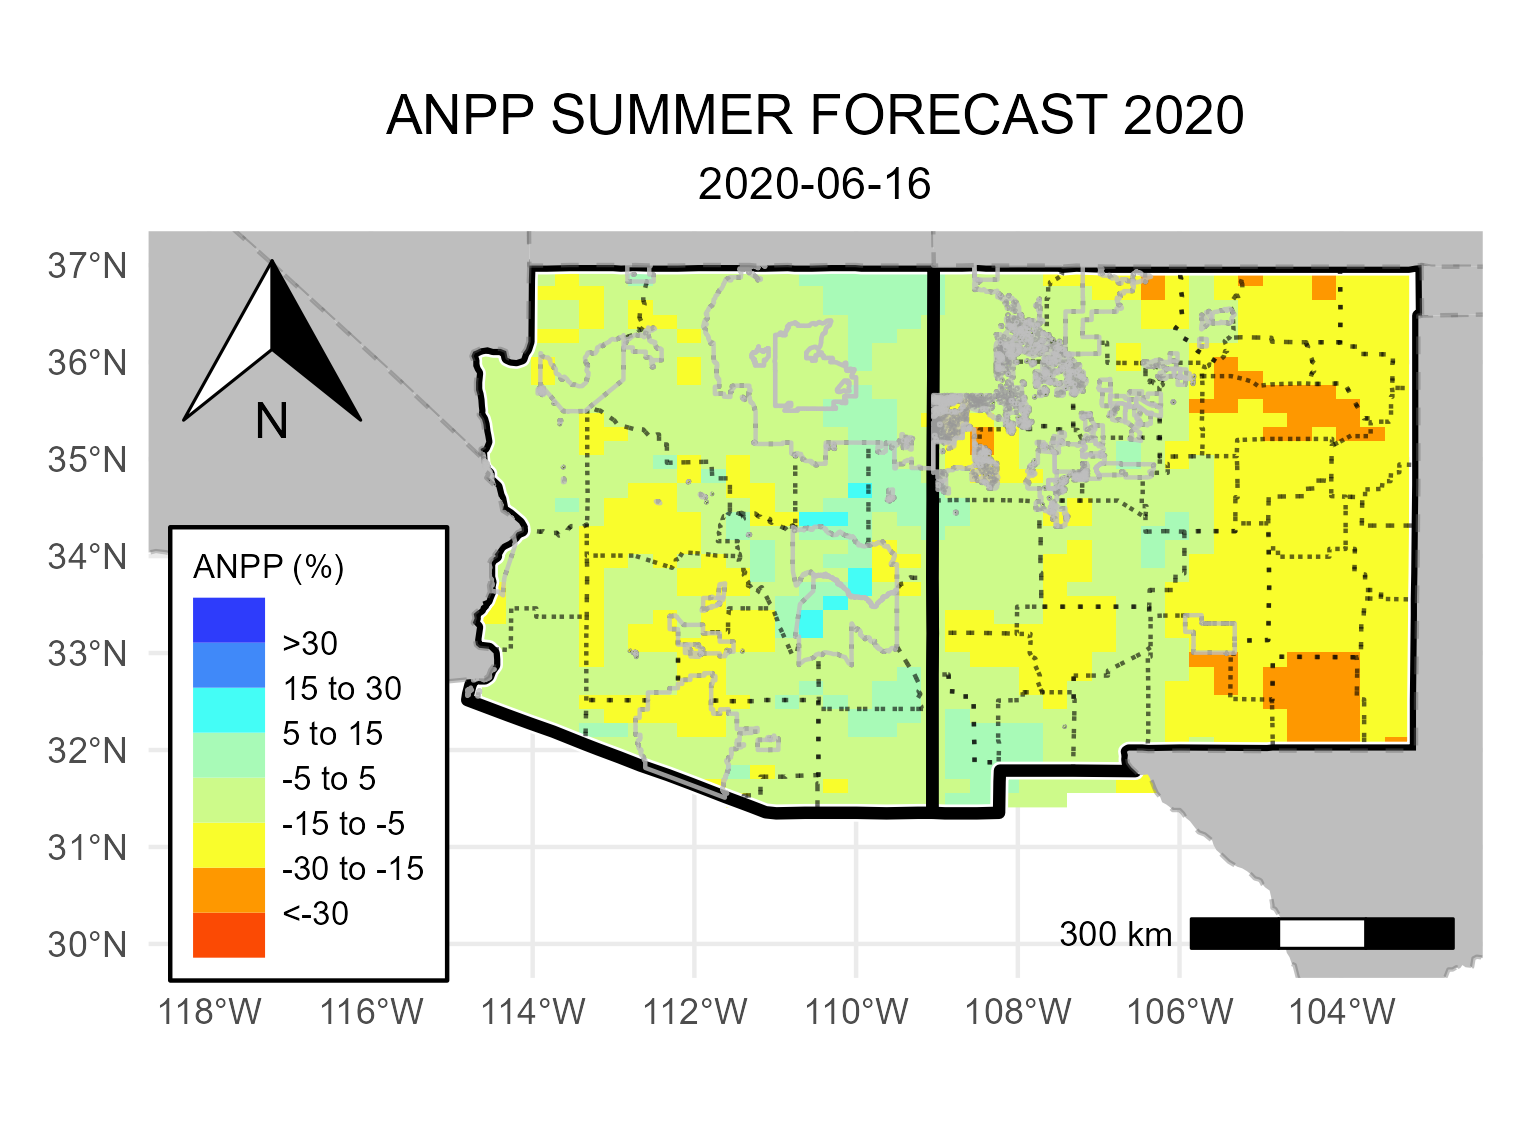 ANPP SUMMER FORECAST 2020
2020-06-16
37°N
36°N
35°N
34°N
33°N
32°N
31°N
30°N
N
ANPP (%)
>30
15 to 30
5 to 15
-5 to 5
-15 to -5
-30 to -15
<-30
300 km
118°W 116°W 114°W 112°W 110°W 108°W 106°W 104°W